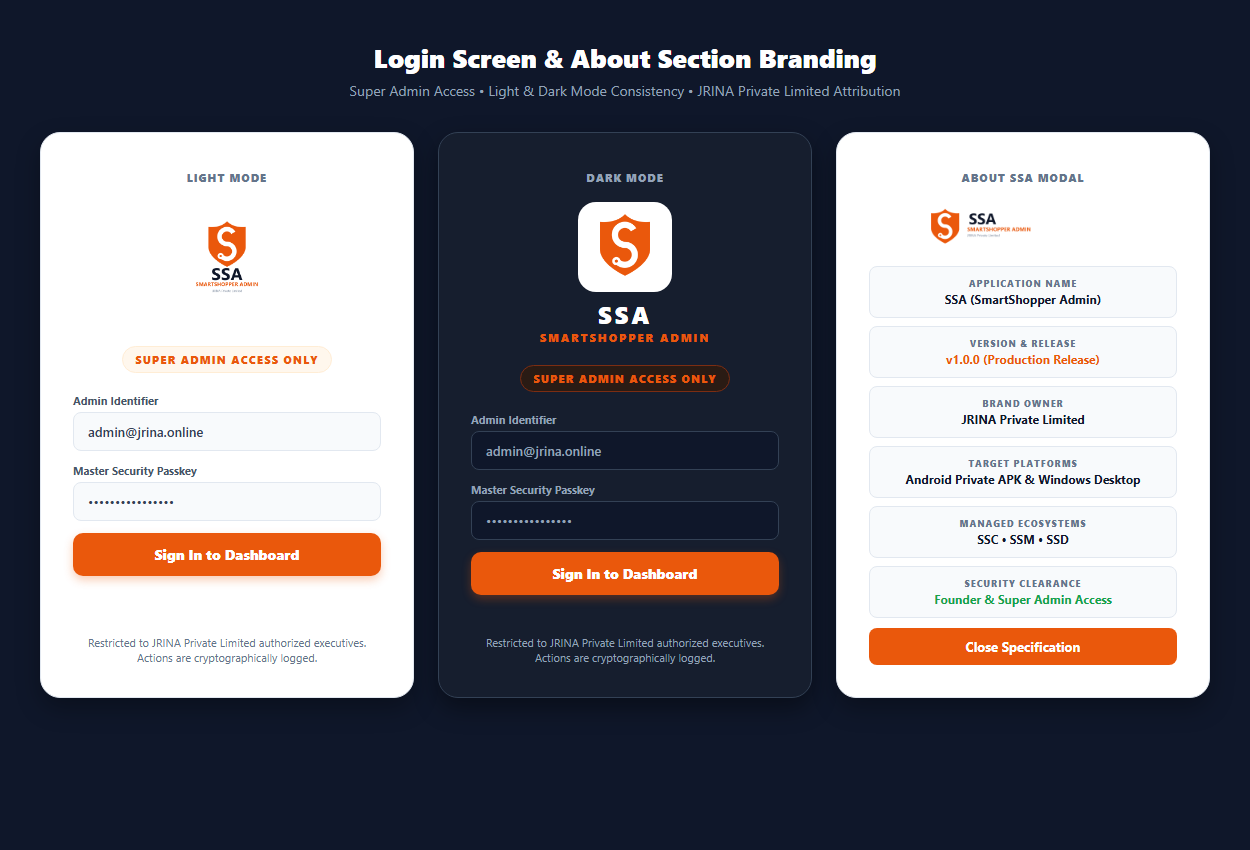 Login Screen & About Section Branding
Super Admin Access • Light & Dark Mode Consistency • JRINA Private Limited Attribution
LIGHT MODE
SSA
SMARTSHOPPER ADMIN
SUPER ADMIN ACCESS ONLY
Admin Identifier
admin@jrina.online
Master Security Passkey
••••••••••••••••
Sign In to Dashboard
Restricted to JRINA Private Limited authorized executives.
Actions are cryptographically logged.
DARK MODE
SSA
SMARTSHOPPER ADMIN
SUPER ADMIN ACCESS ONLY
Admin Identifier
admin@jrina.online
Master Security Passkey
••••••••••••••••
Sign In to Dashboard
Restricted to JRINA Private Limited authorized executives.
Actions are cryptographically logged.
ABOUT SSA MODAL
SSA
SMARTSHOPPER ADMIN
APPLICATION NAME
SSA (SmartShopper Admin)
VERSION & RELEASE
v1.0.0 (Production Release)
BRAND OWNER
JRINA Private Limited
TARGET PLATFORMS
Android Private APK & Windows Desktop
MANAGED ECOSYSTEMS
SSC • SSM • SSD
SECURITY CLEARANCE
Founder & Super Admin Access
Close Specification